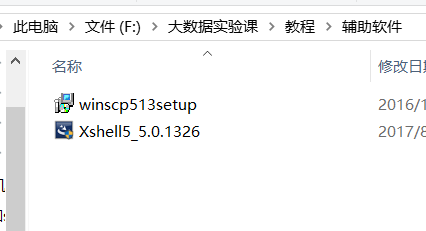 此电脑 > 文件 (F:) > 大数据实验课 > 教程 > 辅助软件
名称 修改日期
winscp513setup 2016/1
Xshell5_5.0.1326 2017/8